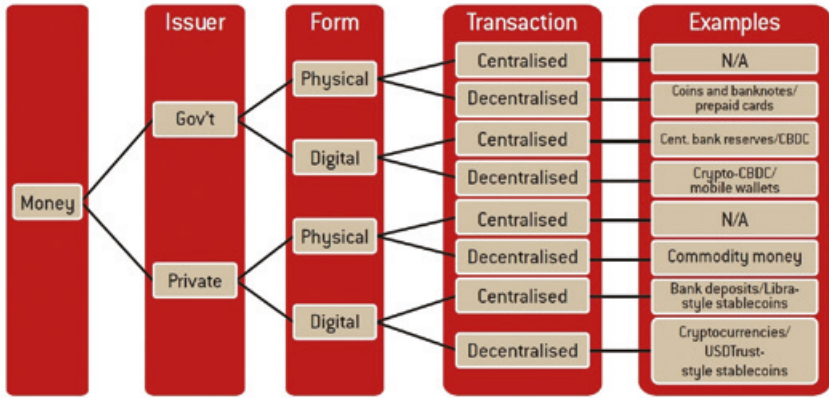 Issuer
Form
Transaction
Examples
Money
Gov't
Private
Physical
Digital
Physical
Digital
Centralised
N/A
Decentralised
Coins and banknotes/
prepaid cards
Centralised
Cent. bank reserves/CBDC
Decentralised
Crypto-CBDC/
mobile wallets
Centralised
N/A
Decentralised
Commodity money
Centralised
Bank deposits/Libra-
style stablecoins
Decentralised
Cryptocurrencies/
USDTrust-
style stablecoins